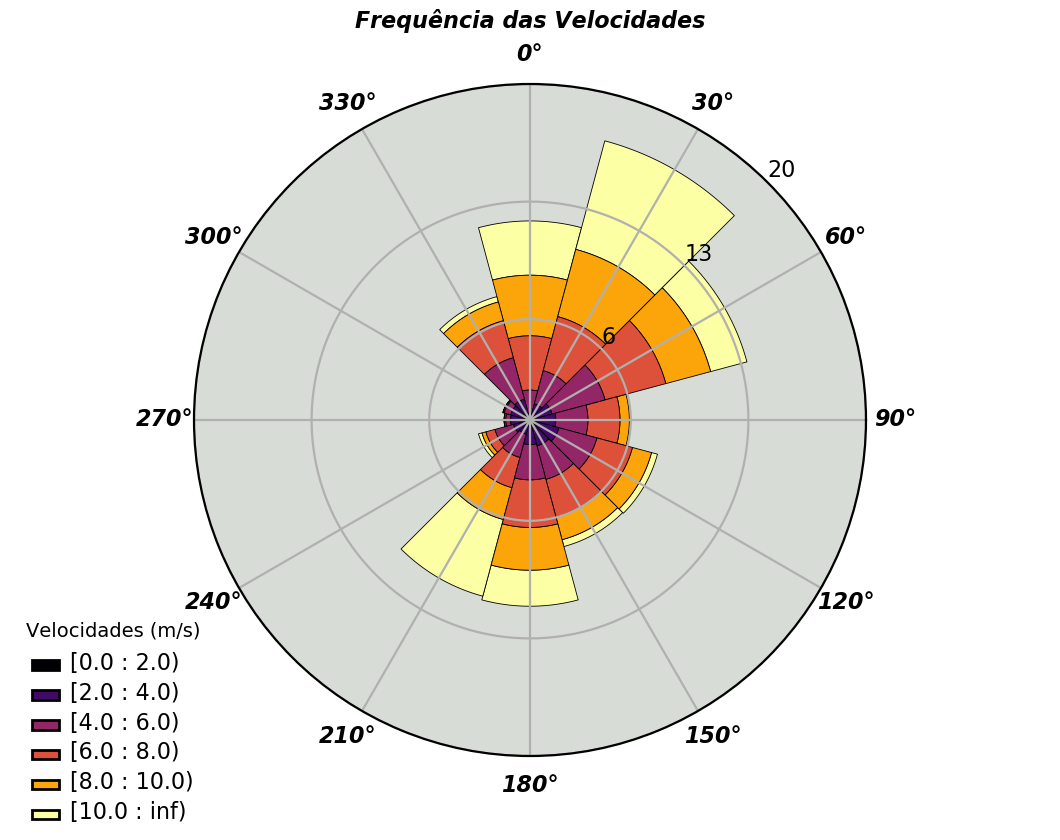 Frequência das Velocidades
0°
330°
30°
20
300°
60°
13
6
270°
90°
240°
120°
210°
150°
180°
Velocidades (m/s)
[0.0 : 2.0)
[2.0 : 4.0)
[4.0 : 6.0)
[6.0 : 8.0)
[8.0 : 10.0)
[10.0 : inf)